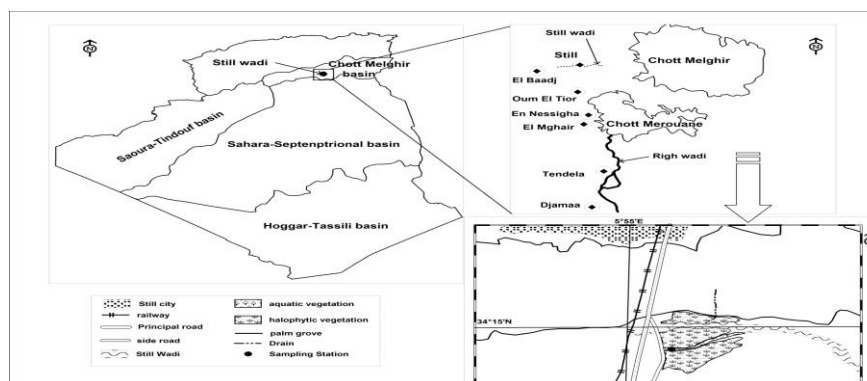 N
Still wadi
Chott Melghir
basin
Saoura-Tindouf basin
Sahara-Septenptrional basin
Hoggar-Tassili basin
N
Still wadi
Still
Chott Melghir
El Baadj
Oum El Tior
En Nessigha
Chott Merouane
El Mghair
Righ wadi
Tendela
Djamaa
5°55'E
34°15'N
Still city
railway
Principal road
side road
Still Wadi
aquatic vegetation
halophytic vegetation
palm grove
Drain
Sampling Station